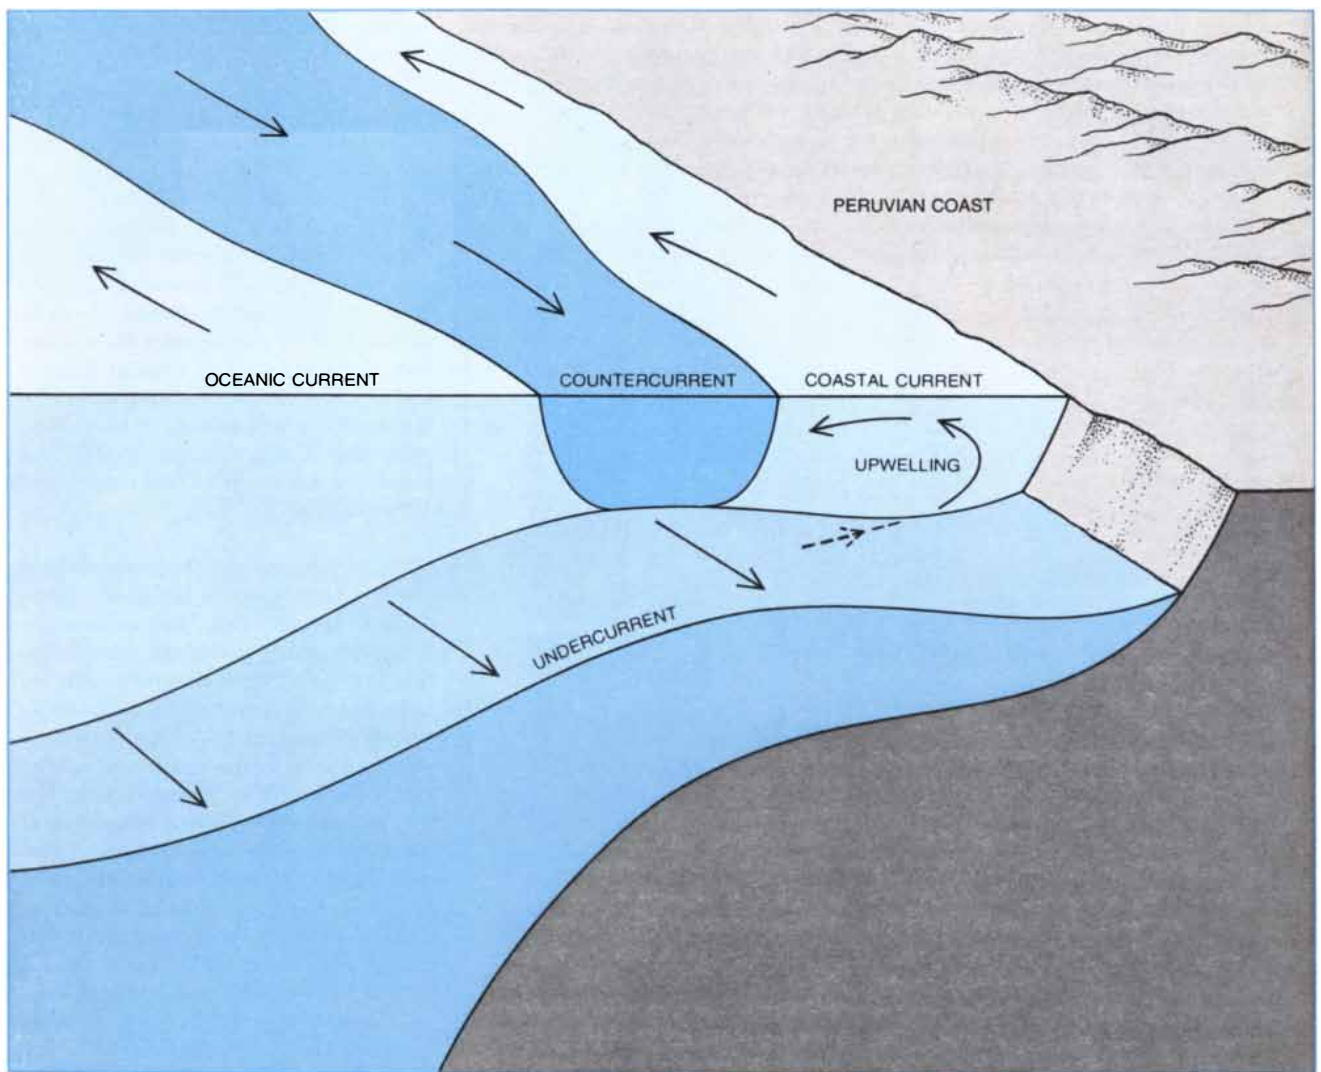 PERUVIAN COAST
OCEANIC CURRENT
COUNTERCURRENT
COASTAL CURRENT
UPWELLING
UNDERCURRENT